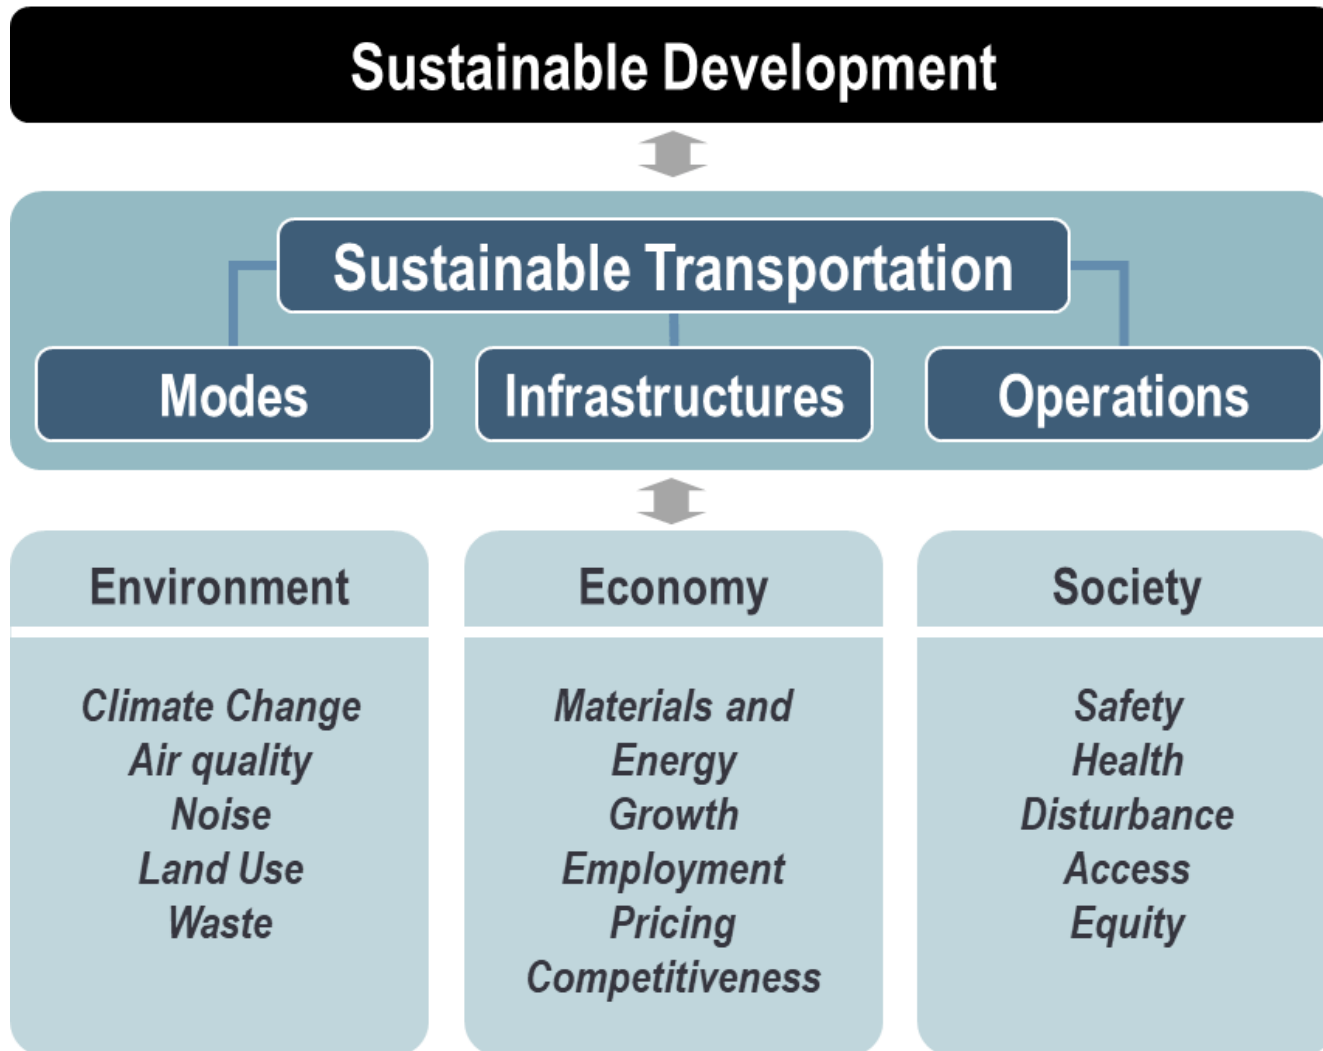 Sustainable Development
Sustainable Transportation
Modes
Infrastructures
Operations
Environment
Climate Change
Air quality
Noise
Land Use
Waste
Economy
Materials and
Energy
Growth
Employment
Pricing
Competitiveness
Society
Safety
Health
Disturbance
Access
Equity